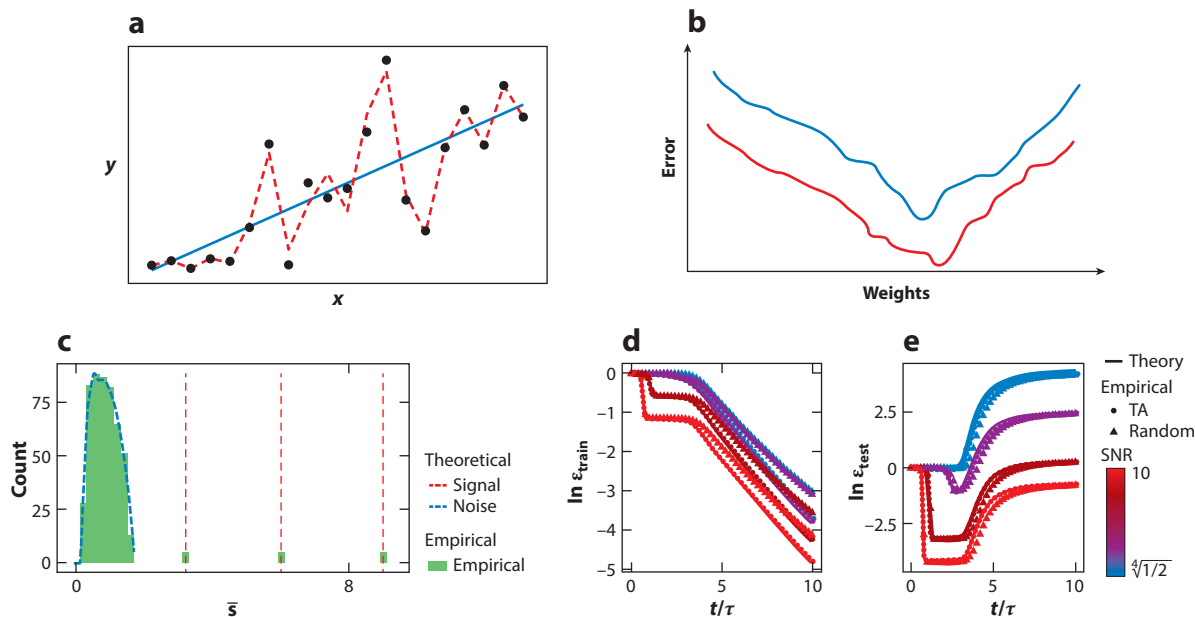 a
y
x
b
Error
Weights
c
Count
75
50
25
0
0
8
s̄
Theoretical
Signal
Noise
Empirical
Empirical
d
ln ε_train
0
−1
−2
−3
−4
−5
0
5
10
t/τ
e
ln ε_test
2.5
0
−2.5
0
5
10
t/τ
Theory
Empirical
TA
Random
SNR
10
∜1/2